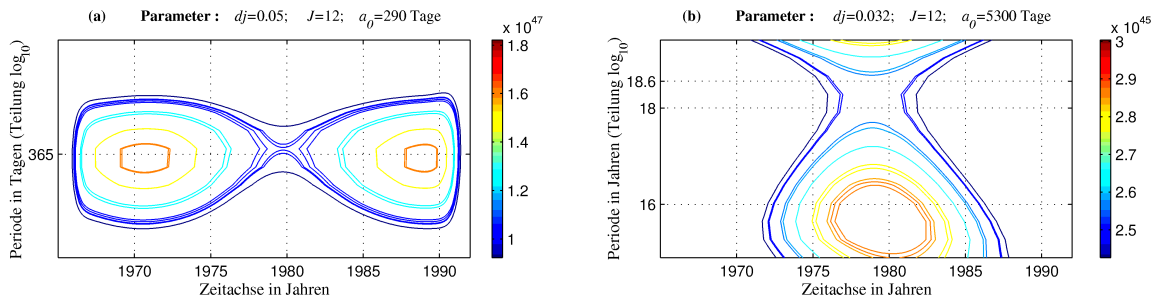 (a) Parameter : dj=0.05; J=12; a0=290 Tage
x 10^47
1.8
1.6
1.4
1.2
1
Periode in Tagen (Teilung log10)
365
1970 1975 1980 1985 1990
Zeitachse in Jahren
(b) Parameter : dj=0.032; J=12; a0=5300 Tage
x 10^45
3
2.9
2.8
2.7
2.6
2.5
Periode in Jahren (Teilung log10)
18.6
18
16
1970 1975 1980 1985 1990
Zeitachse in Jahren